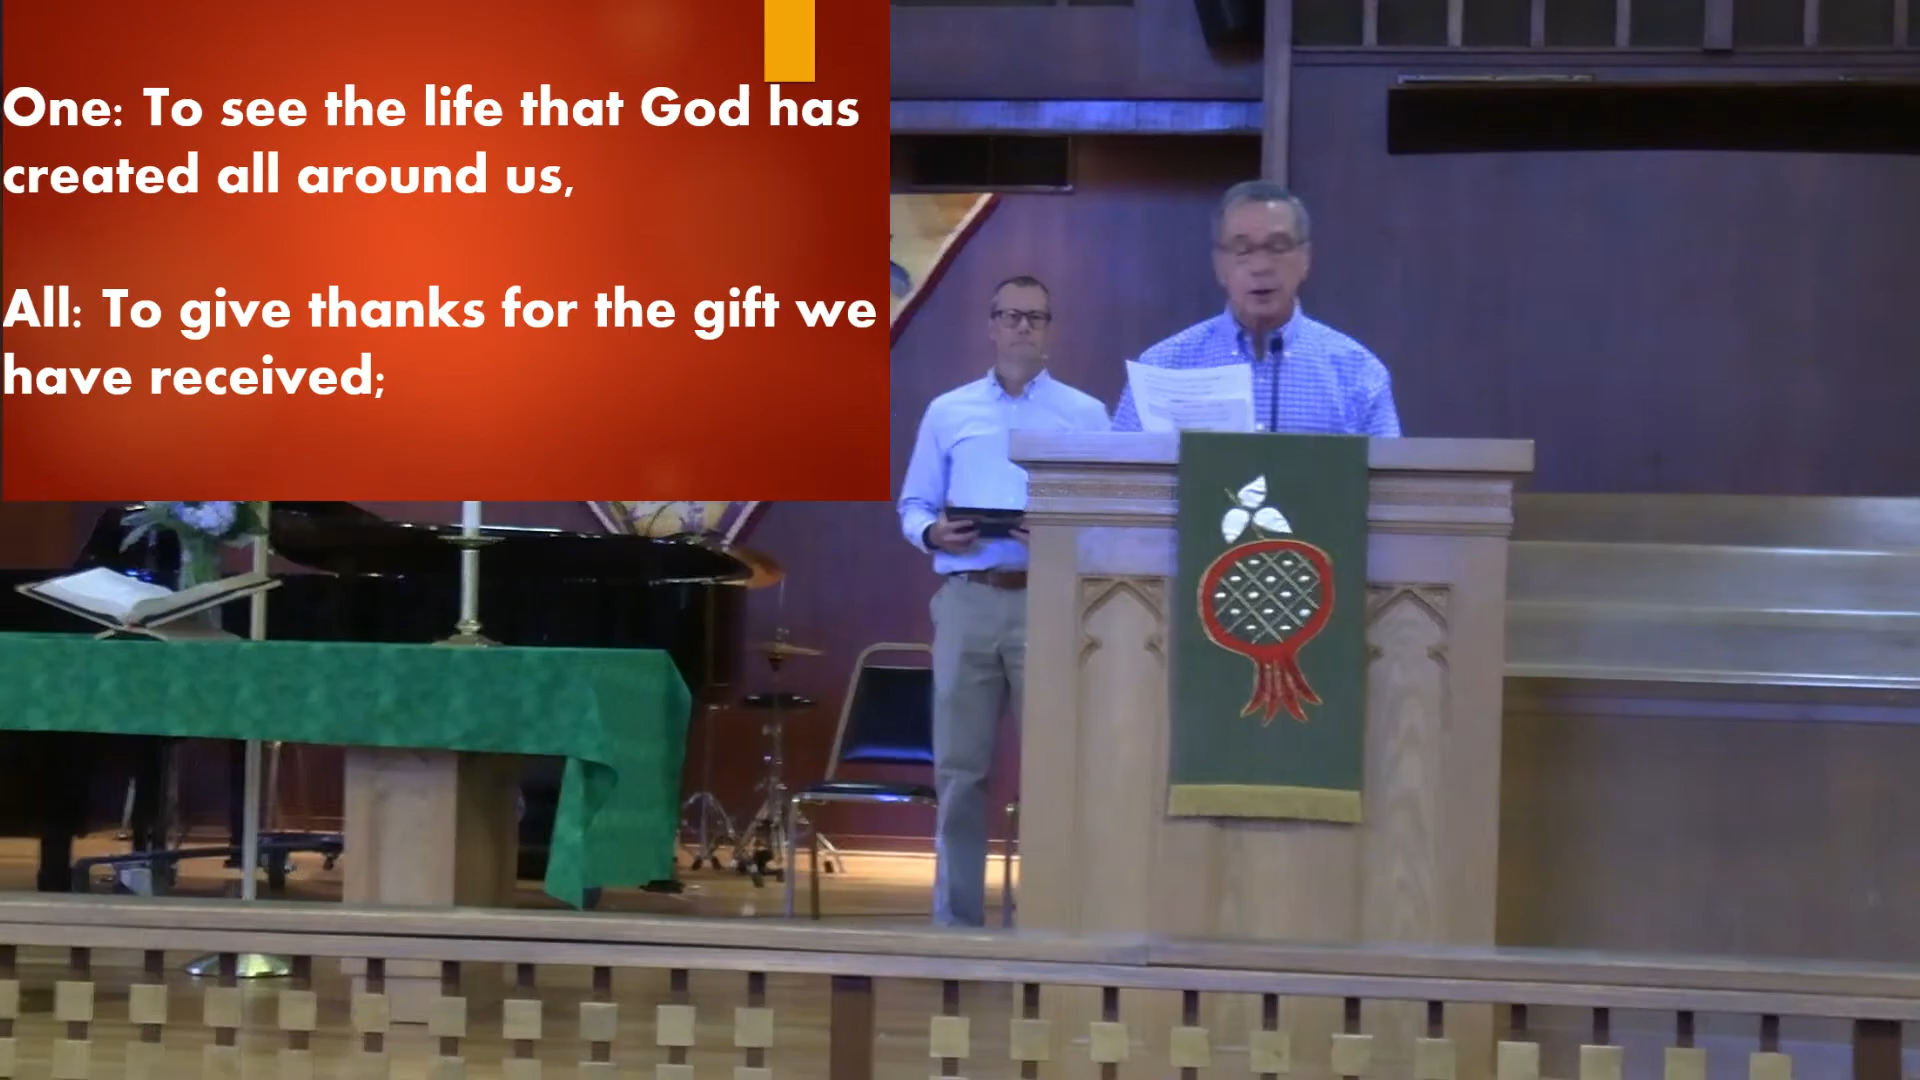 One: To see the life that God has
created all around us,
All: To give thanks for the gift we
have received;